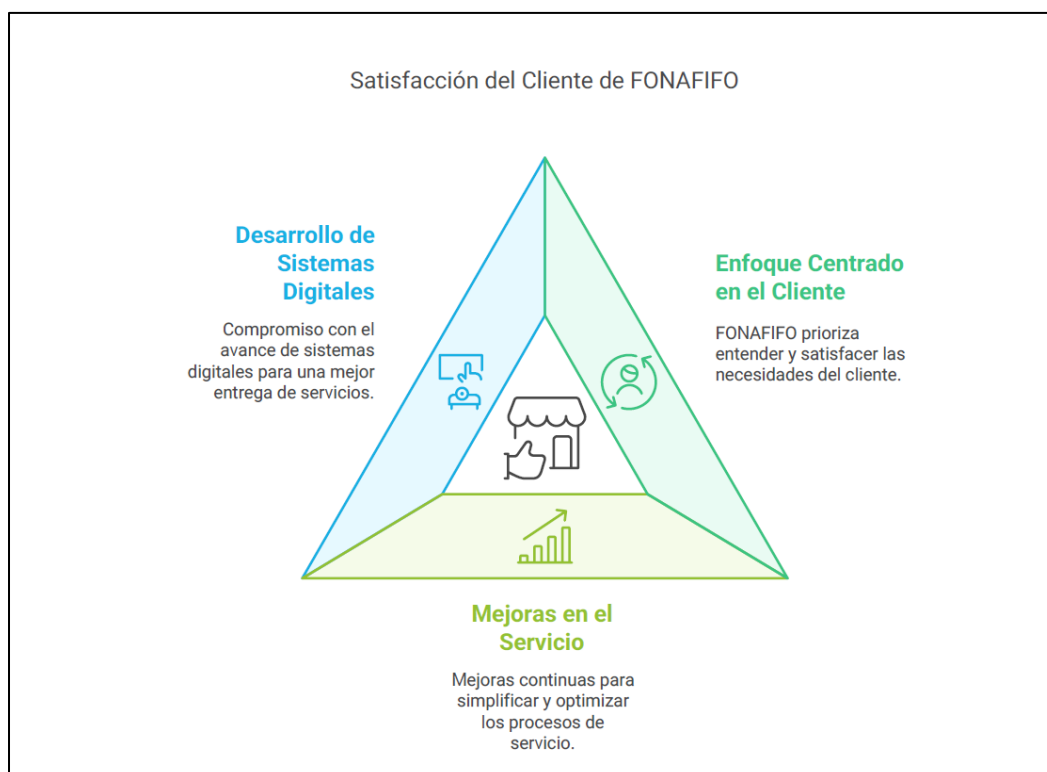 Satisfacción del Cliente de FONAFIFO
Desarrollo de
Sistemas
Digitales
Compromiso con el
avance de sistemas
digitales para una mejor
entrega de servicios.
Enfoque Centrado
en el Cliente
FONAFIFO prioriza
entender y satisfacer las
necesidades del cliente.
Mejoras en el
Servicio
Mejoras continuas para
simplificar y optimizar
los procesos de
servicio.